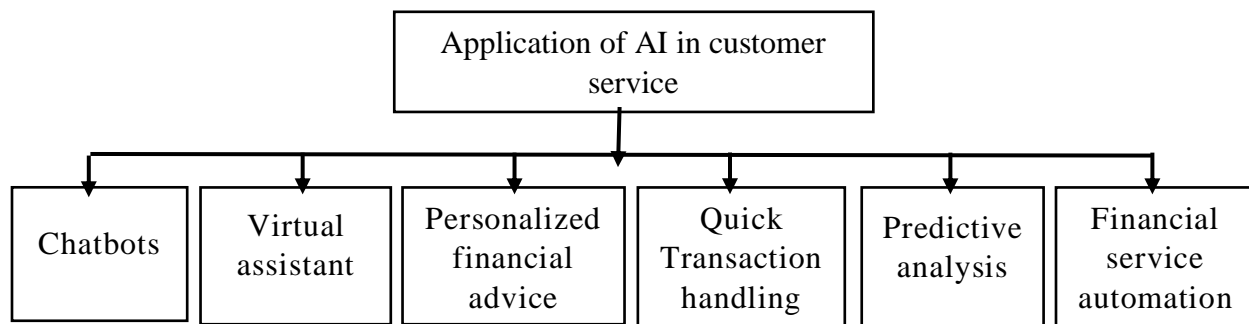 Application of AI in customer
service
Chatbots
Virtual
assistant
Personalized
financial
advice
Quick
Transaction
handling
Predictive
analysis
Financial
service
automation